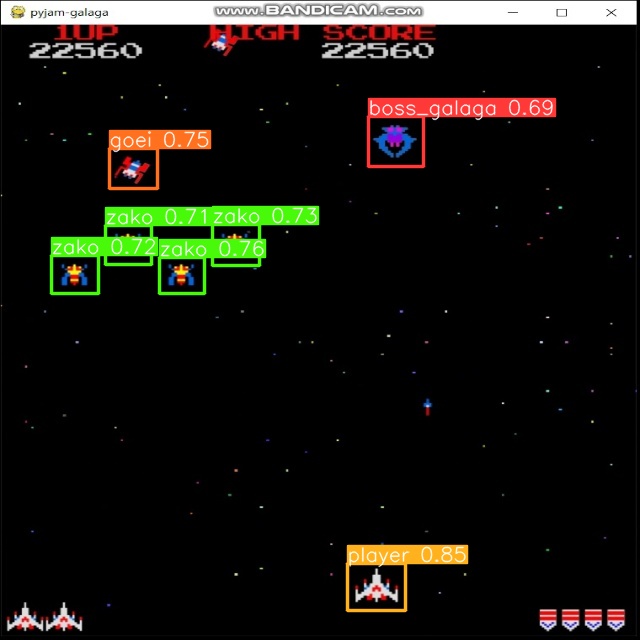 pyjam-galaga
www.BANDICAM.com
1UP HIGH SCORE
22560 22560
boss_galaga 0.69
goei 0.75
zako 0.71 zako 0.73
zako 0.72 zako 0.76
player 0.85